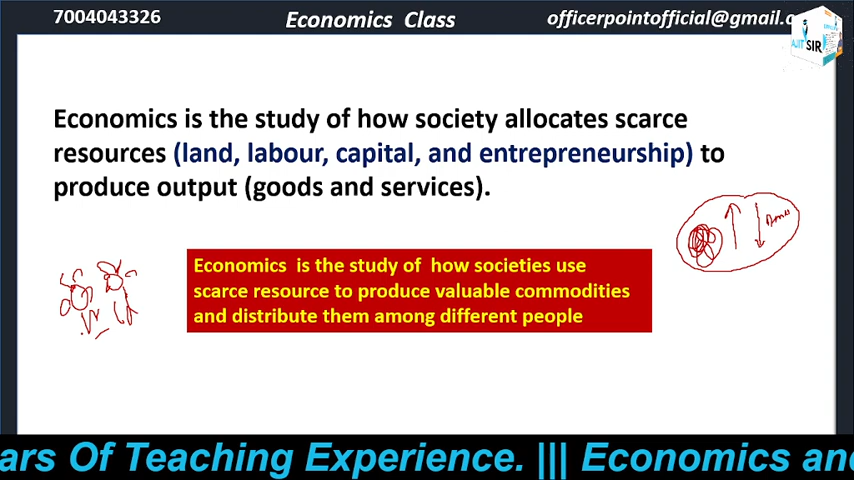 7004043326
Economics Class
officerpointofficial@gmail.c
AJIT SIR
Economics is the study of how society allocates scarce
resources (land, labour, capital, and entrepreneurship) to
produce output (goods and services).
Economics is the study of how societies use
scarce resource to produce valuable commodities
and distribute them among different people
ars Of Teaching Experience. ||| Economics and